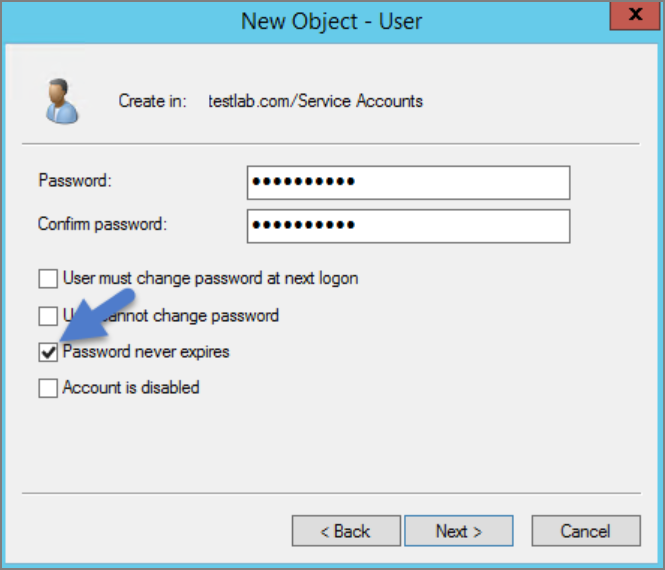 New Object - User
x
Create in: testlab.com/Service Accounts
Password: ••••••••••
Confirm password: ••••••••••
User must change password at next logon
cannot change password
Password never expires
Account is disabled
< Back Next > Cancel